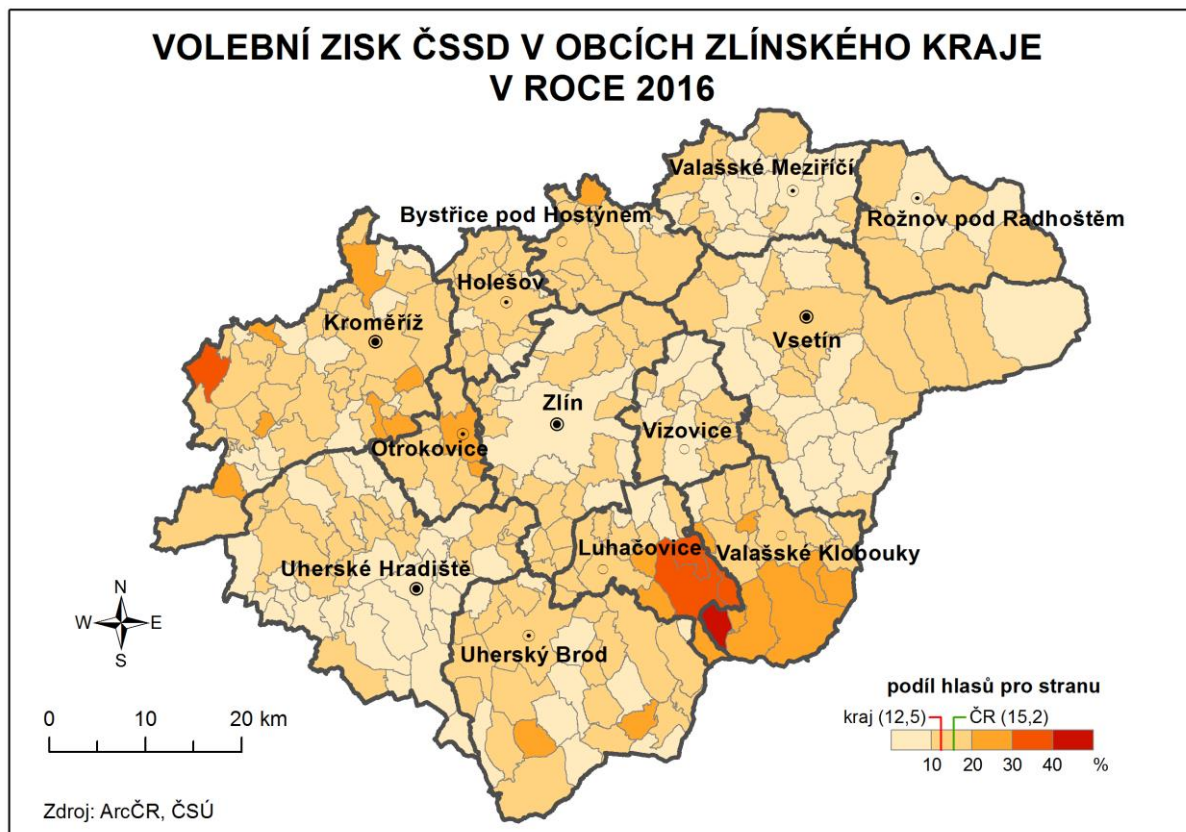 VOLEBNÍ ZISK ČSSD V OBCÍCH ZLÍNSKÉHO KRAJE
V ROCE 2016
Valašské Meziříčí
Rožnov pod Radhoštěm
Bystřice pod Hostýnem
Holešov
Kroměříž
Vsetín
Zlín
Vizovice
Otrokovice
Luhačovice
Valašské Klobouky
Uherské Hradiště
Uherský Brod
N
W E
S
0 10 20 km
podíl hlasů pro stranu
kraj (12,5) ČR (15,2)
10 20 30 40 %
Zdroj: ArcČR, ČSÚ